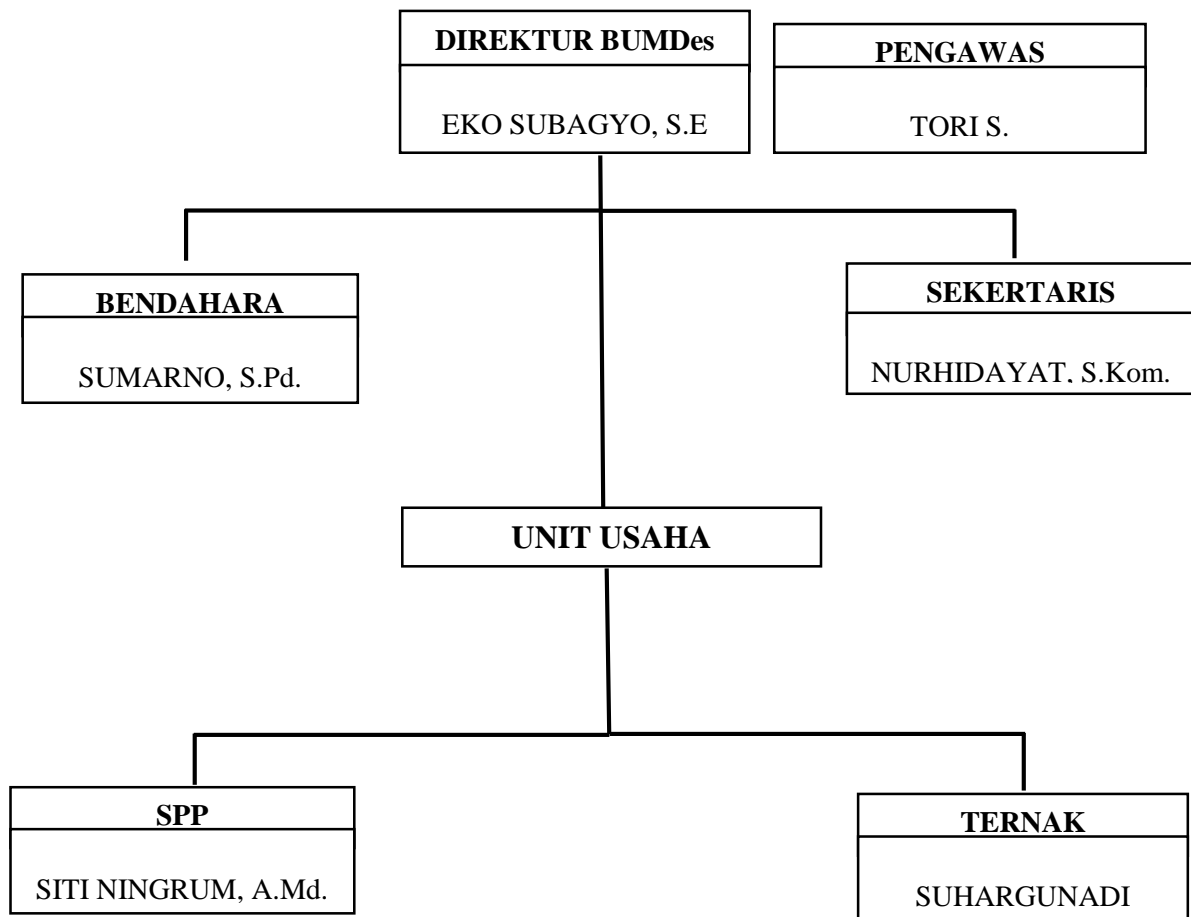 DIREKTUR BUMDes
EKO SUBAGYO, S.E
PENGAWAS
TORI S.
BENDAHARA
SUMARNO, S.Pd.
SEKERTARIS
NURHIDAYAT, S.Kom.
UNIT USAHA
SPP
SITI NINGRUM, A.Md.
TERNAK
SUHARGUNADI